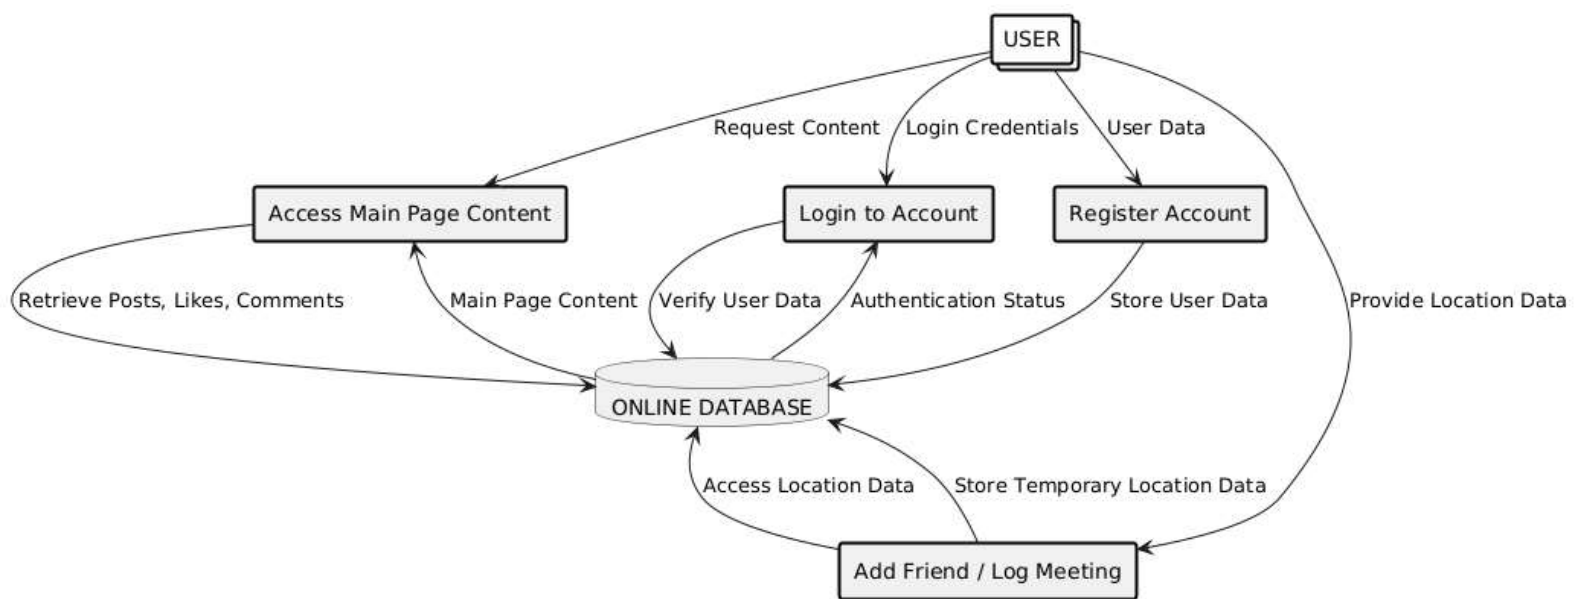 USER
Request Content
Login Credentials
User Data
Access Main Page Content
Login to Account
Register Account
Retrieve Posts, Likes, Comments
Main Page Content
Verify User Data
Authentication Status
Store User Data
Provide Location Data
ONLINE DATABASE
Access Location Data
Store Temporary Location Data
Add Friend / Log Meeting